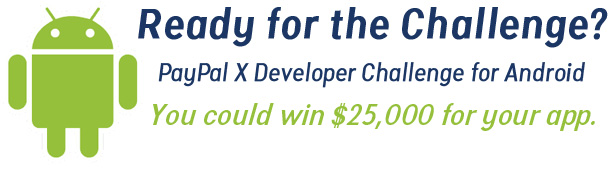 Ready for the Challenge?
PayPal X Developer Challenge for Android
You could win $25,000 for your app.